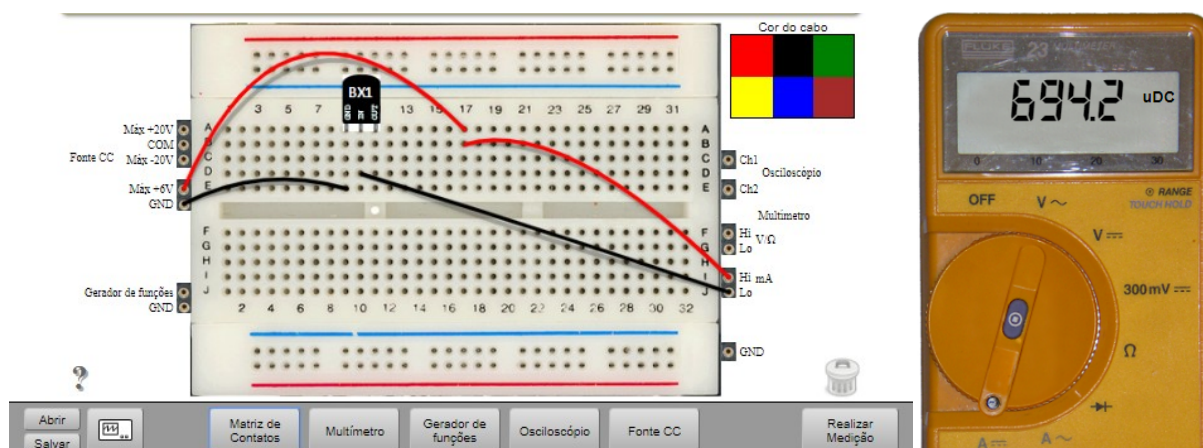 Cor do cabo
BX1
GND IN OUT
3 5 7 13 15 17 19 21 23 25 27 29 31
A A
B B
C C
D D
E E
Máx +20V
COM
Fonte CC Máx -20V
Máx +6V
GND
Ch1
Osciloscópio
Ch2
Multímetro
Hi
V/Ω
Lo
Hi mA
Lo
F F
G G
H H
I I
J J
Gerador de funções
GND
2 4 6 8 10 12 14 16 18 20 22 24 26 28 30 32
GND
?
Abrir
Salvar
Matriz de
Contatos
Multímetro
Gerador de
funções
Osciloscópio
Fonte CC
Realizar
Medição
FLUKE 23 MULTIMETER
694.2 uDC
0 10 20 30
RANGE
TOUCH HOLD
OFF
V
V
300mV
Ω
A
A